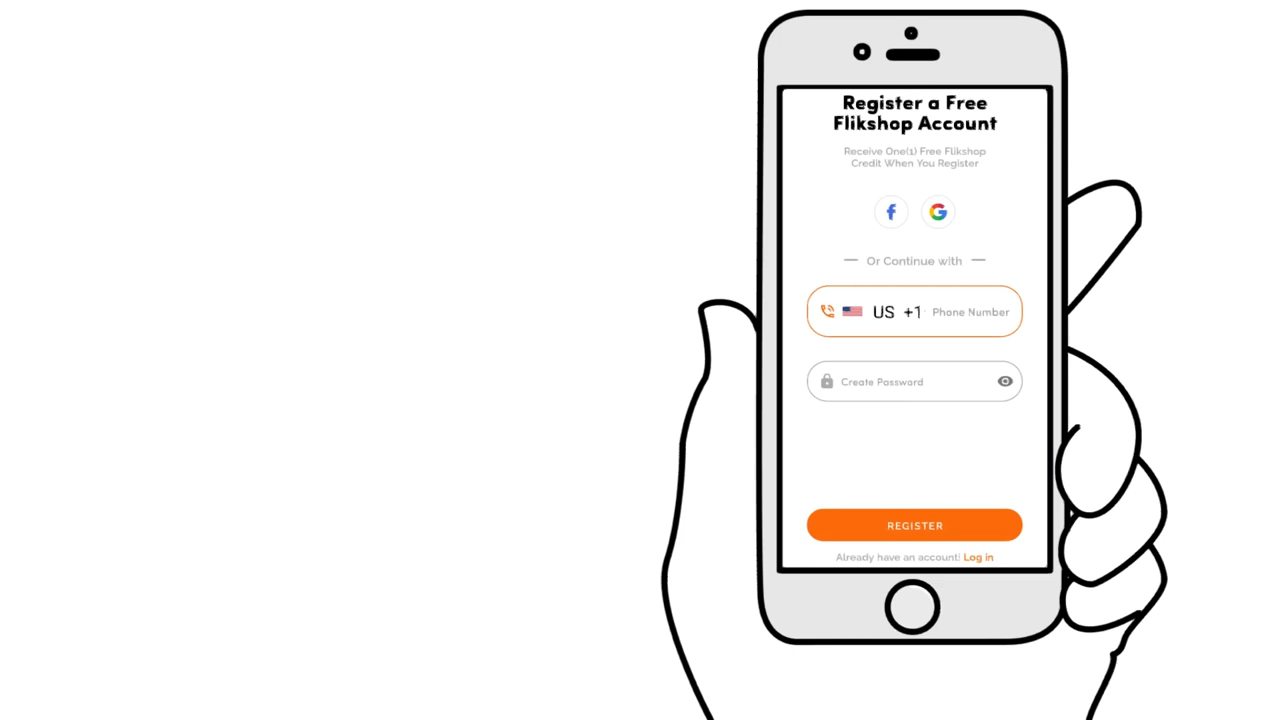 Register a Free
Flikshop Account
Receive One(1) Free Flikshop
Credit When You Register
Or Continue with
US +1 Phone Number
Create Password
REGISTER
Already have an account! Log in